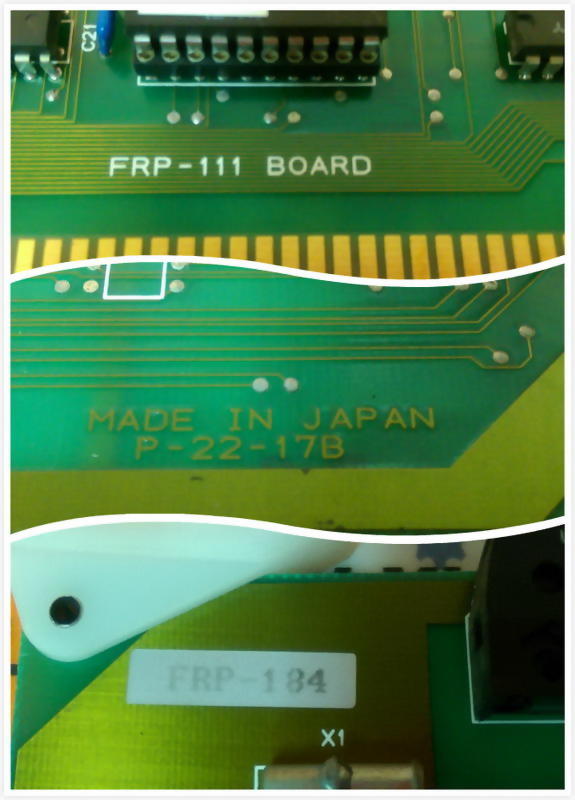 C21
FRP-111 BOARD
MADE IN JAPAN
P-22-17B
FRP-184
X1